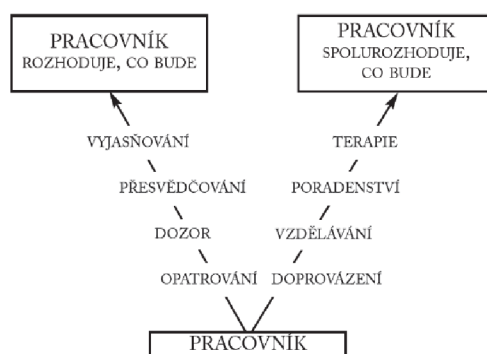 PRACOVNÍK
ROZHODUJE, CO BUDE
PRACOVNÍK
SPOLUROZHODUJE,
CO BUDE
VYJASŇOVÁNÍ
TERAPIE
PŘESVĚDČOVÁNÍ
PORADENSTVÍ
DOZOR
VZDĚLÁVÁNÍ
OPATROVÁNÍ
DOPROVÁZENÍ
PRACOVNÍK